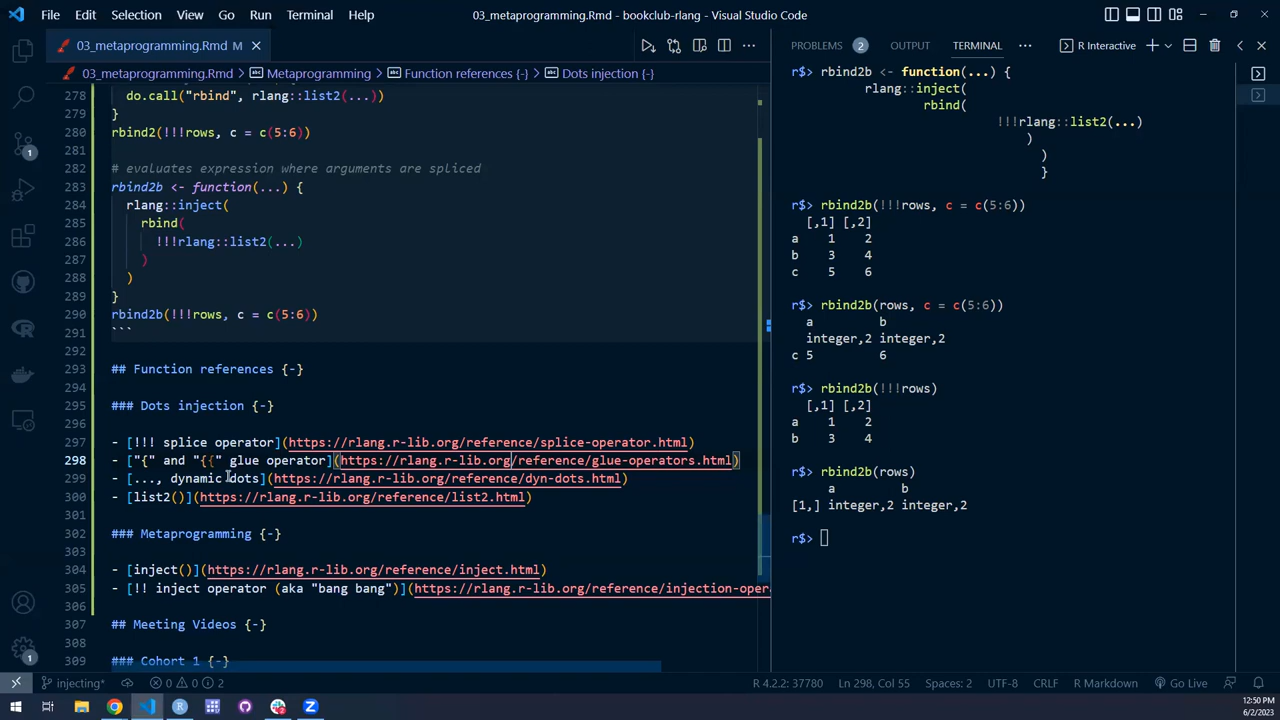 File Edit Selection View Go Run Terminal Help 03_metaprogramming.Rmd - bookclub-rlang - Visual Studio Code
03_metaprogramming.Rmd M
03_metaprogramming.Rmd > Metaprogramming > Function references {-} > Dots injection {-}
278 do.call("rbind", rlang::list2(...))
279 }
280 rbind2(!!!rows, c = c(5:6))
281
282 # evaluates expression where arguments are spliced
283 rbind2b <- function(...) {
284 rlang::inject(
285 rbind(
286 !!!rlang::list2(...)
287 )
288 )
289 }
290 rbind2b(!!!rows, c = c(5:6))
291 ```
292
293 ## Function references {-}
294
295 ### Dots injection {-}
296
297 - [!!! splice operator](https://rlang.r-lib.org/reference/splice-operator.html)
298 - ["{" and "{{" glue operator](https://rlang.r-lib.org/reference/glue-operators.html)
299 - [..., dynamic dots](https://rlang.r-lib.org/reference/dyn-dots.html)
300 - [list2()](https://rlang.r-lib.org/reference/list2.html)
301
302 ### Metaprogramming {-}
303
304 - [inject()](https://rlang.r-lib.org/reference/inject.html)
305 - [!! inject operator (aka "bang bang")](https://rlang.r-lib.org/reference/injection-oper
306
307 ## Meeting Videos {-}
308
309 ### Cohort 1 {-}
PROBLEMS 2 OUTPUT TERMINAL R Interactive
r$> rbind2b <- function(...) {
rlang::inject(
rbind(
!!!rlang::list2(...)
)
)
}
r$> rbind2b(!!!rows, c = c(5:6))
[,1] [,2]
a 1 2
b 3 4
c 5 6
r$> rbind2b(rows, c = c(5:6))
a b
integer,2 integer,2
c 5 6
r$> rbind2b(!!!rows)
[,1] [,2]
a 1 2
b 3 4
r$> rbind2b(rows)
a b
[1,] integer,2 integer,2
r$>
1
1
injecting* 0 0 2 R 4.2.2: 37780 Ln 298, Col 55 Spaces: 2 UTF-8 CRLF R Markdown Go Live
12:50 PM
6/2/2023